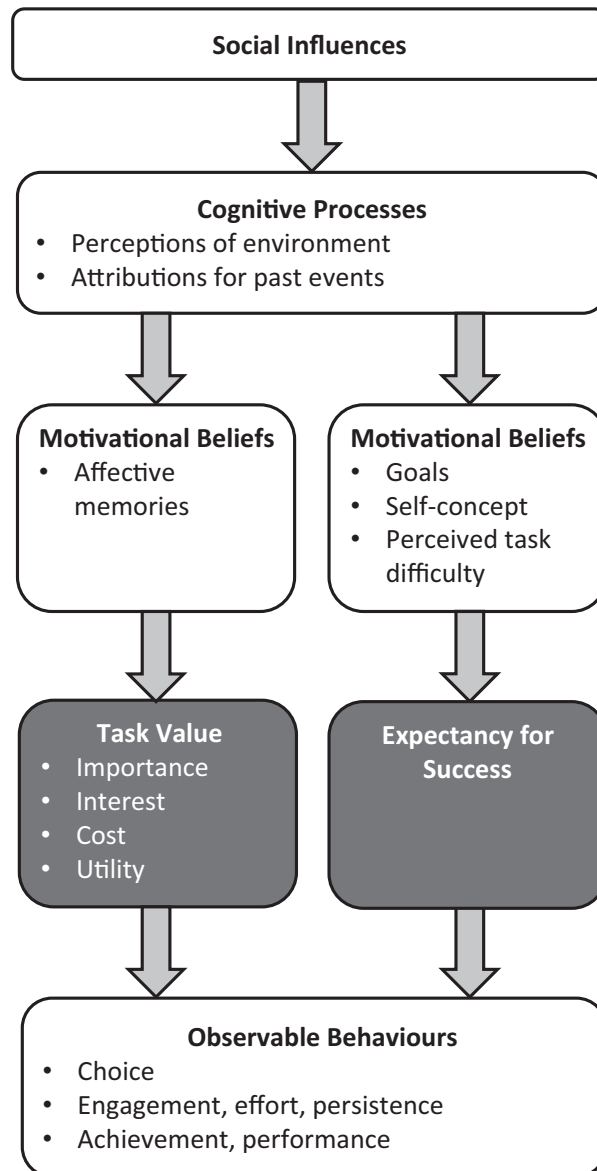 Social Influences
Cognitive Processes
• Perceptions of environment
• Attributions for past events
Motivational Beliefs
• Affective
memories
Motivational Beliefs
• Goals
• Self-concept
• Perceived task
difficulty
Task Value
• Importance
• Interest
• Cost
• Utility
Expectancy for
Success
Observable Behaviours
• Choice
• Engagement, effort, persistence
• Achievement, performance